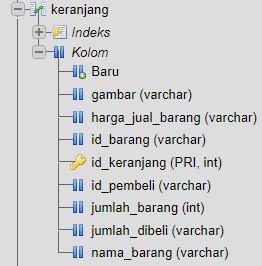 keranjang
Indeks
Kolom
Baru
gambar (varchar)
harga_jual_barang (varchar)
id_barang (varchar)
id_keranjang (PRI, int)
id_pembeli (varchar)
jumlah_barang (int)
jumlah_dibeli (varchar)
nama_barang (varchar)